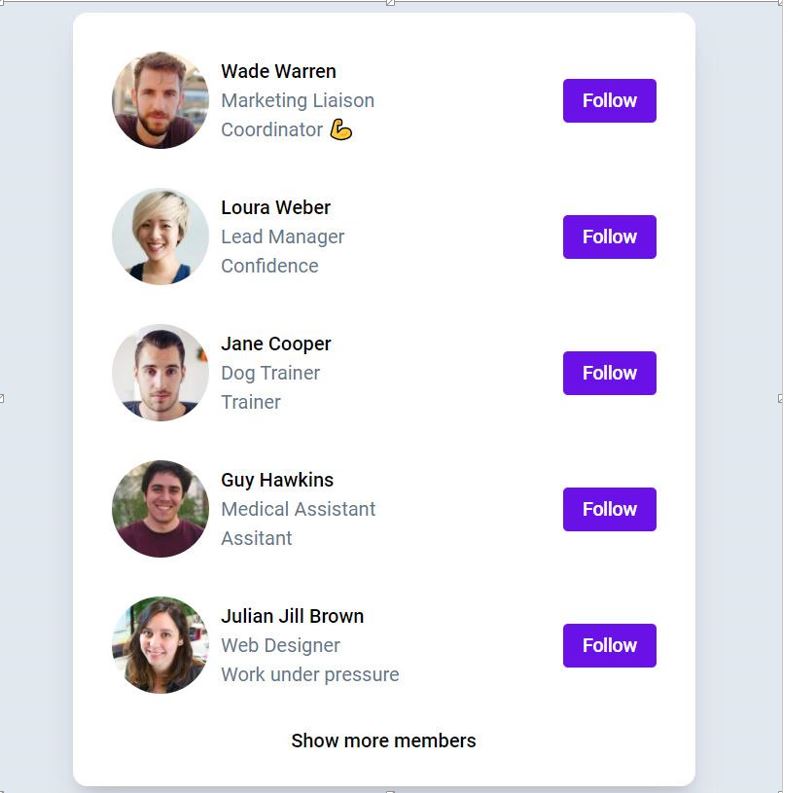 Wade Warren
Marketing Liaison
Coordinator 💪
Follow
Loura Weber
Lead Manager
Confidence
Follow
Jane Cooper
Dog Trainer
Trainer
Follow
Guy Hawkins
Medical Assistant
Assitant
Follow
Julian Jill Brown
Web Designer
Work under pressure
Follow
Show more members